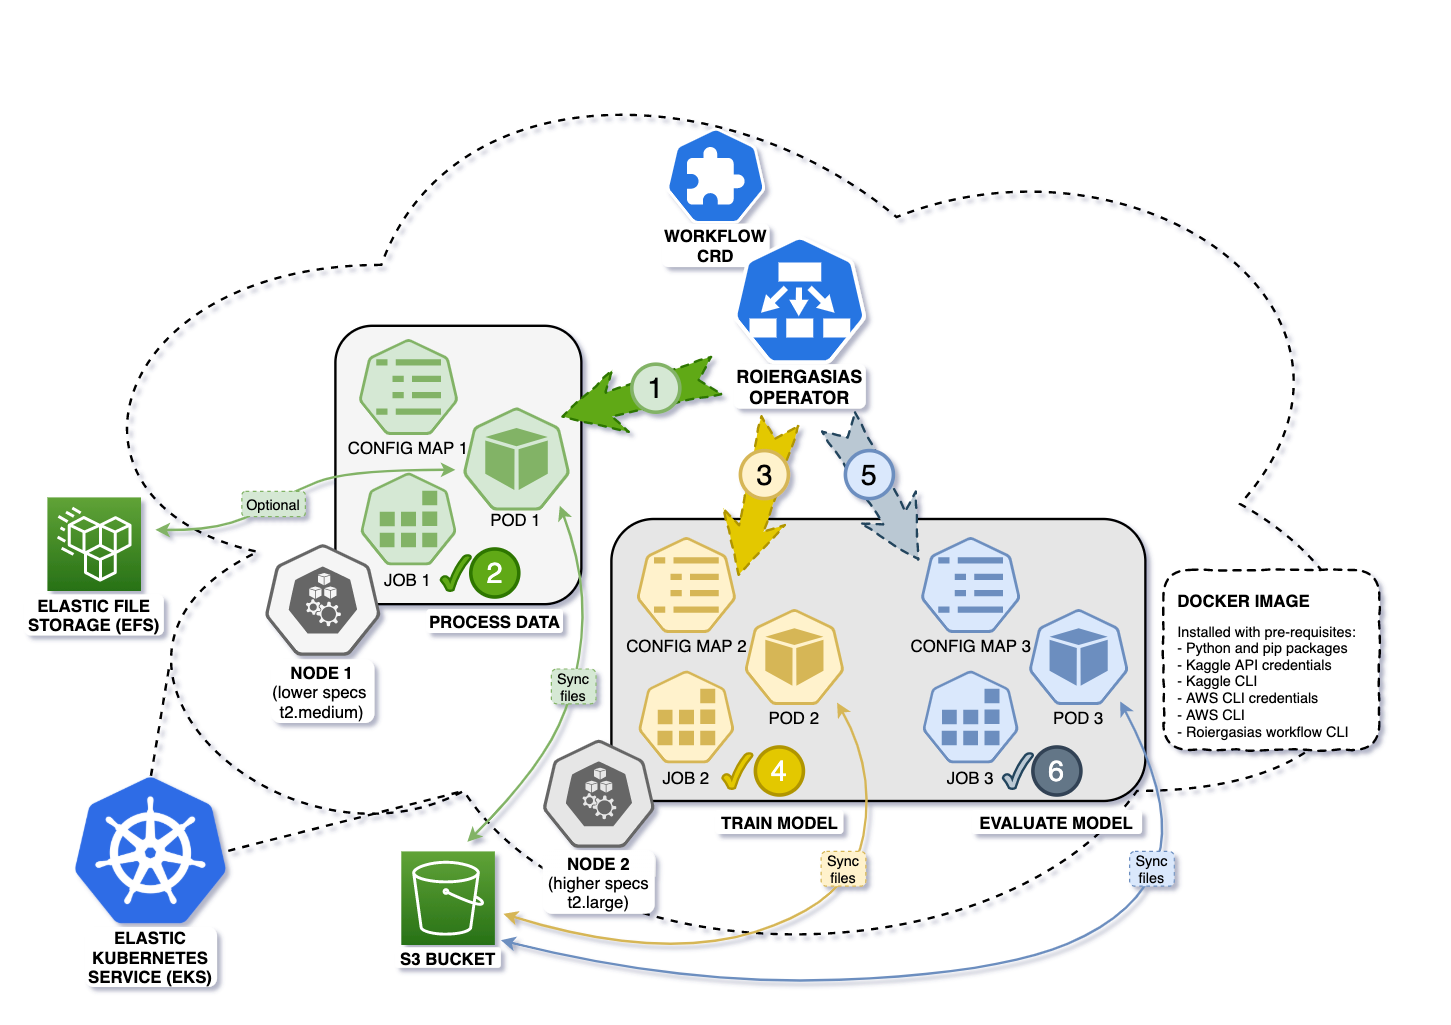 WORKFLOW
CRD
ROIERGASIAS
OPERATOR
1
CONFIG MAP 1
POD 1
JOB 1
2
PROCESS DATA
Optional
ELASTIC FILE
STORAGE (EFS)
NODE 1
(lower specs
t2.medium)
Sync
files
3
5
CONFIG MAP 2
POD 2
JOB 2
4
TRAIN MODEL
CONFIG MAP 3
POD 3
JOB 3
6
EVALUATE MODEL
NODE 2
(higher specs
t2.large)
Sync
files
Sync
files
DOCKER IMAGE
Installed with pre-requisites:
- Python and pip packages
- Kaggle API credentials
- Kaggle CLI
- AWS CLI credentials
- AWS CLI
- Roiergasias workflow CLI
ELASTIC
KUBERNETES
SERVICE (EKS)
S3 BUCKET